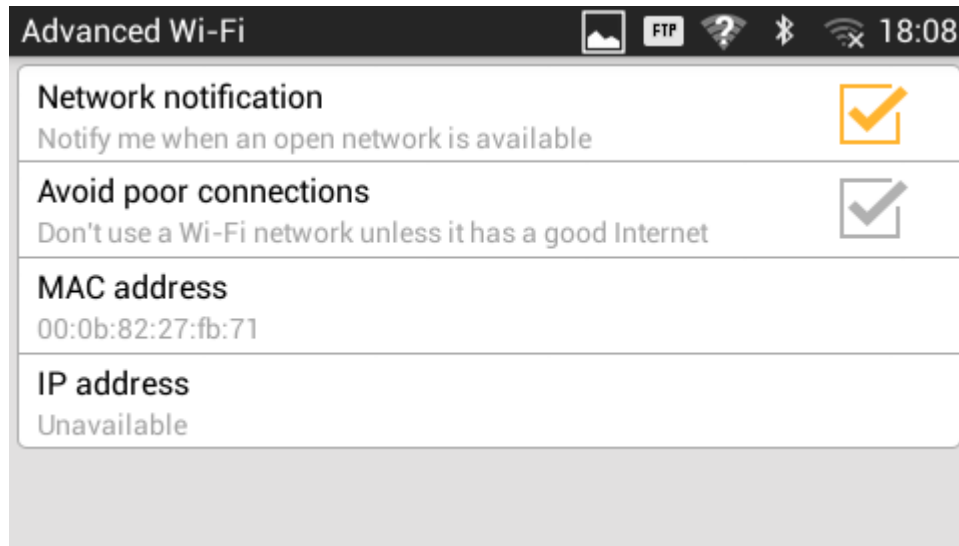 Advanced Wi-Fi FTP 18:08
Network notification
Notify me when an open network is available
Avoid poor connections
Don't use a Wi-Fi network unless it has a good Internet
MAC address
00:0b:82:27:fb:71
IP address
Unavailable